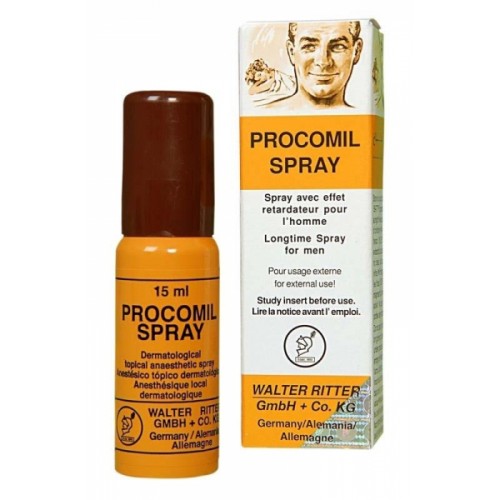 15 ml
PROCOMIL
SPRAY
Dermatological
topical anaesthetic spray
Anestésico tópico dermatológ
Anesthésique local
dermatologique
WALTER RITTER
GMBH + Co. KG
Germany/Alemania/
Allemagne
PROCOMIL
SPRAY
Spray avec effet
retardateur pour
l'homme
Longtime Spray
for men
Pour usage externe
for external use!
Study insert before use.
Lire la notice avant l' emploi.
WALTER RITTER
GmbH + Co. KG
Germany/Alemania/
Allemagne